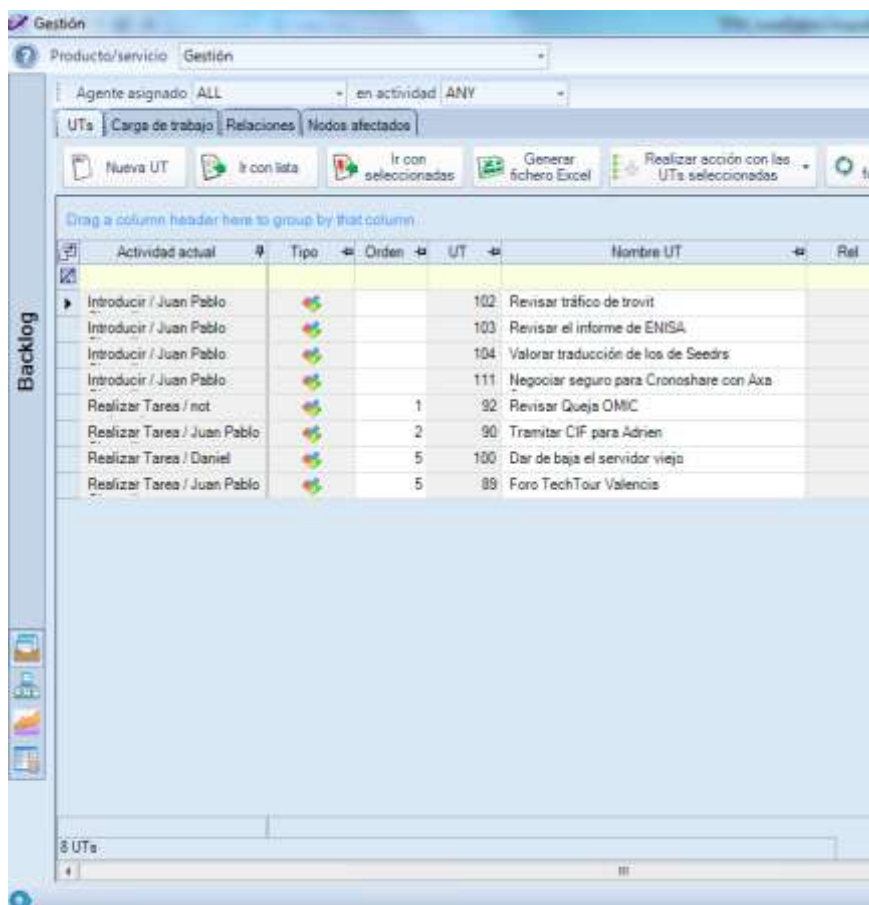 Gestión
Producto/servicio Gestión
Agente asignado ALL en actividad ANY
UTs Carga de trabajo Relaciones Nodos afectados
Nueva UT Ir con lista Ir con seleccionadas Generar fichero Excel Realizar acción con las UTs seleccionadas
Drag a column header here to group by that column
Actividad actual Tipo Orden UT Nombre UT Rel
Introducir / Juan Pablo 102 Revisar tráfico de trovit
Introducir / Juan Pablo 103 Revisar el informe de ENISA
Introducir / Juan Pablo 104 Valorar traducción de los de Seedrs
Introducir / Juan Pablo 111 Negociar seguro para Cronoshare con Axa
Realizar Tarea / not 1 92 Revisar Queja OMIC
Realizar Tarea / Juan Pablo 2 90 Tramitar CIF para Adrien
Realizar Tarea / Daniel 5 100 Dar de baja el servidor viejo
Realizar Tarea / Juan Pablo 5 89 Foro TechTour Valencia
Backlog
8 UTs